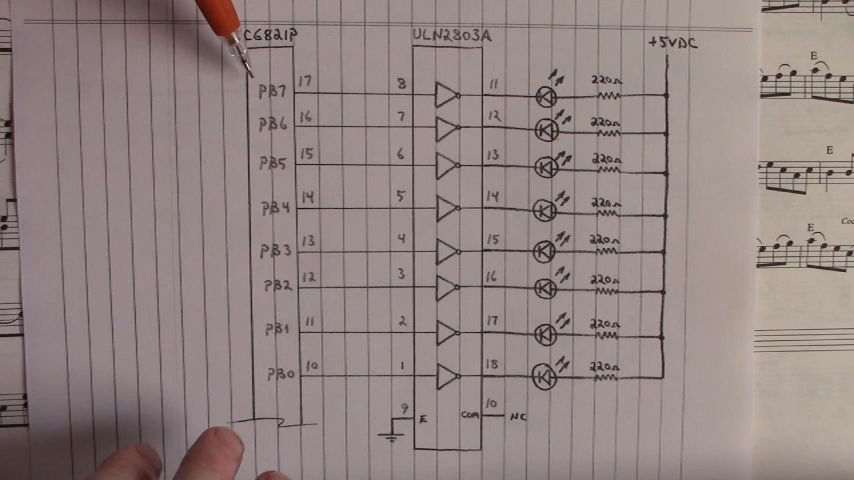 C6821P ULN2803A +5VDC
PB7 17 8 11 220Ω
PB6 16 7 12 220Ω
PB5 15 6 13 220Ω
PB4 14 5 14 220Ω
PB3 13 4 15 220Ω
PB2 12 3 16 220Ω
PB1 11 2 17 220Ω
PB0 10 1 18 220Ω
9 E COM 10 NC
E
E
E